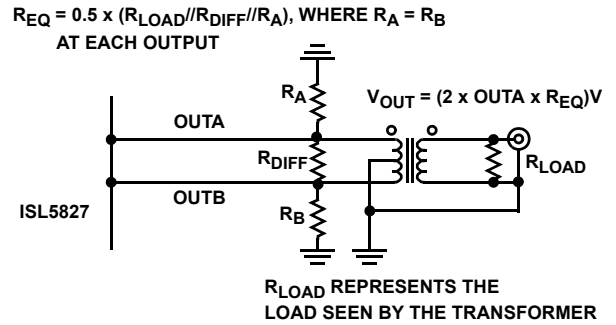 REQ = 0.5 x (RLOAD//RDIFF//RA), WHERE RA = RB
AT EACH OUTPUT
RA
VOUT = (2 x OUTA x REQ)V
OUTA
RDIFF
RLOAD
OUTB
ISL5827
RB
RLOAD REPRESENTS THE
LOAD SEEN BY THE TRANSFORMER